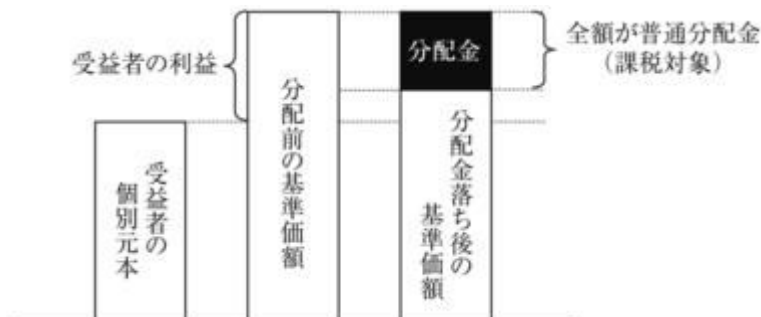 受益者の利益
受益者の
個別元本
分配前の基準価額
分配金
分配金落ち後の
基準価額
全額が普通分配金
（課税対象）